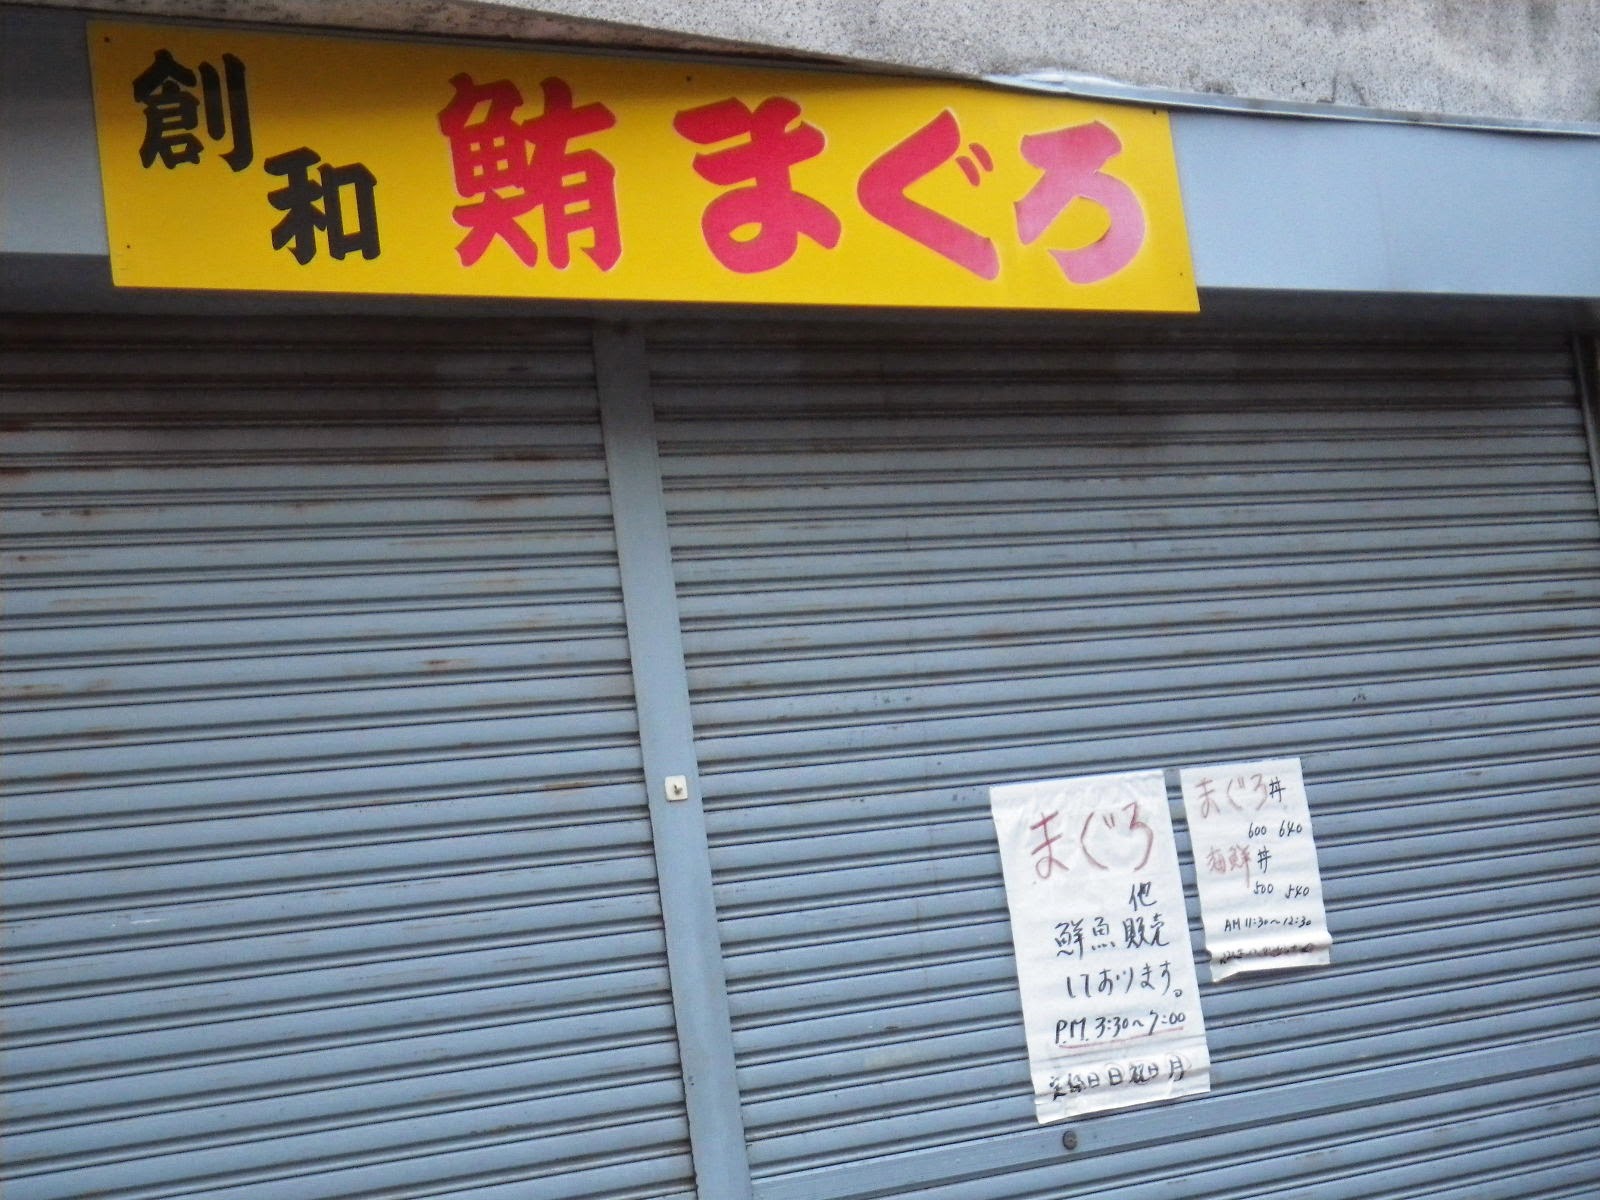 創和 鮪 まぐろ
まぐろ
他
鮮魚販売
しております。
P.M. 3:30~7:00
定休日 日 祝日 月
まぐろ丼
600 640
海鮮丼
500 540
AM 11:30~12:30